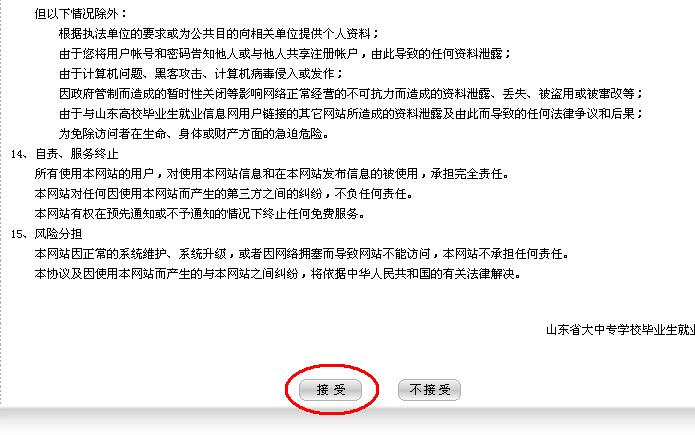 但以下情况除外：
根据执法单位的要求或为公共目的向相关单位提供个人资料；
由于您将用户帐号和密码告知他人或与他人共享注册帐户，由此导致的任何资料泄露；
由于计算机问题、黑客攻击、计算机病毒侵入或发作；
因政府管制而造成的暂时性关闭等影响网络正常经营的不可抗力而造成的资料泄露、丢失、被盗用或被窜改等；
由于与山东高校毕业生就业信息网用户链接的其它网站所造成的资料泄露及由此而导致的任何法律争议和后果；
为免除访问者在生命、身体或财产方面的急迫危险。
14、自责、服务终止
所有使用本网站的用户，对使用本网站信息和在本网站发布信息的被使用，承担完全责任。
本网站对任何因使用本网站而产生的第三方之间的纠纷，不负任何责任。
本网站有权在预先通知或不予通知的情况下终止任何免费服务。
15、风险分担
本网站因正常的系统维护、系统升级，或者因网络拥塞而导致网站不能访问，本网站不承担任何责任。
本协议及因使用本网站而产生的与本网站之间纠纷，将依据中华人民共和国的有关法律解决。
山东省大中专学校毕业生就业
接 受
不接受